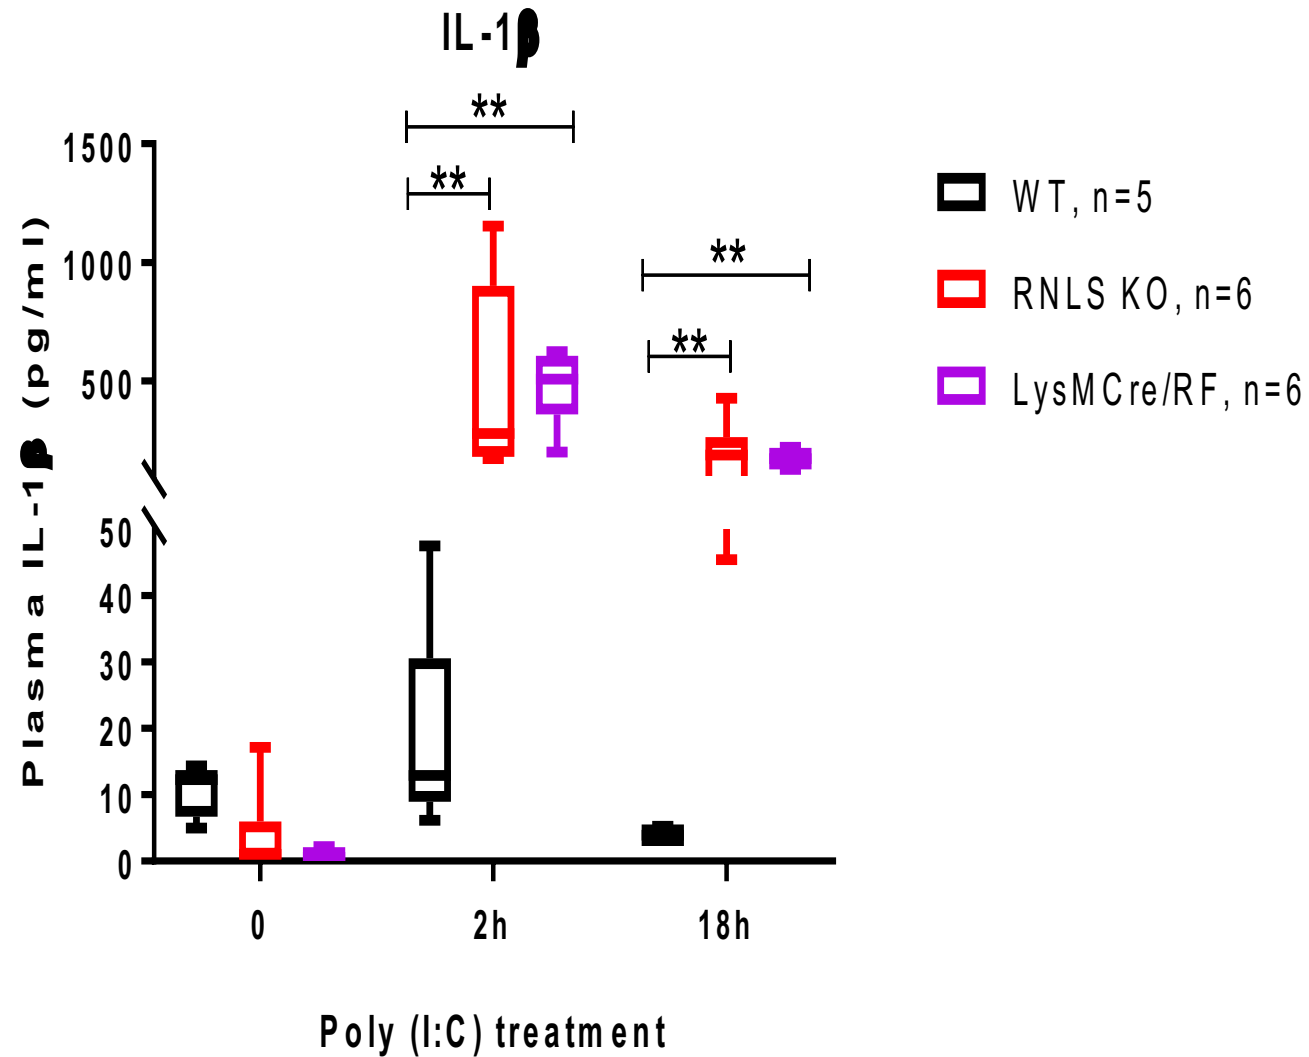 IL-1β
**
**
**
**
1500
1000
500
50
40
30
20
10
0
Plasma IL-1β (pg/ml)
0
2h
18h
Poly (I:C) treatment
WT, n=5
RNLS KO, n=6
LysMCre/RF, n=6